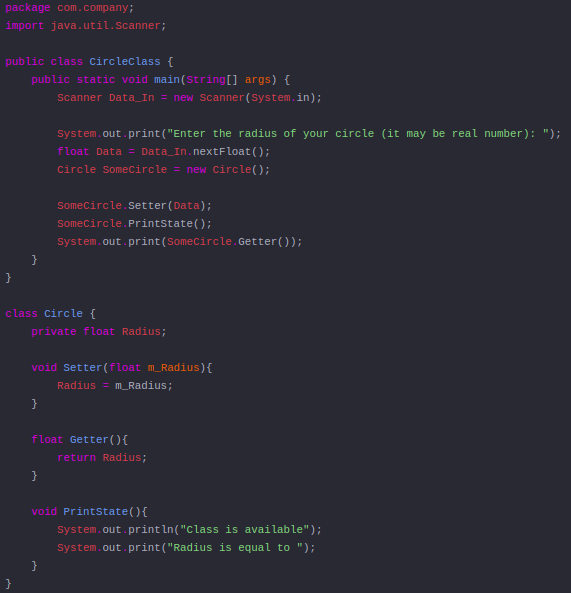 package com.company;
import java.util.Scanner;

public class CircleClass {
    public static void main(String[] args) {
        Scanner Data_In = new Scanner(System.in);

        System.out.print("Enter the radius of your circle (it may be real number): ");
        float Data = Data_In.nextFloat();
        Circle SomeCircle = new Circle();

        SomeCircle.Setter(Data);
        SomeCircle.PrintState();
        System.out.print(SomeCircle.Getter());
    }
}

class Circle {
    private float Radius;

    void Setter(float m_Radius){
        Radius = m_Radius;
    }

    float Getter(){
        return Radius;
    }

    void PrintState(){
        System.out.println("Class is available");
        System.out.print("Radius is equal to ");
    }
}